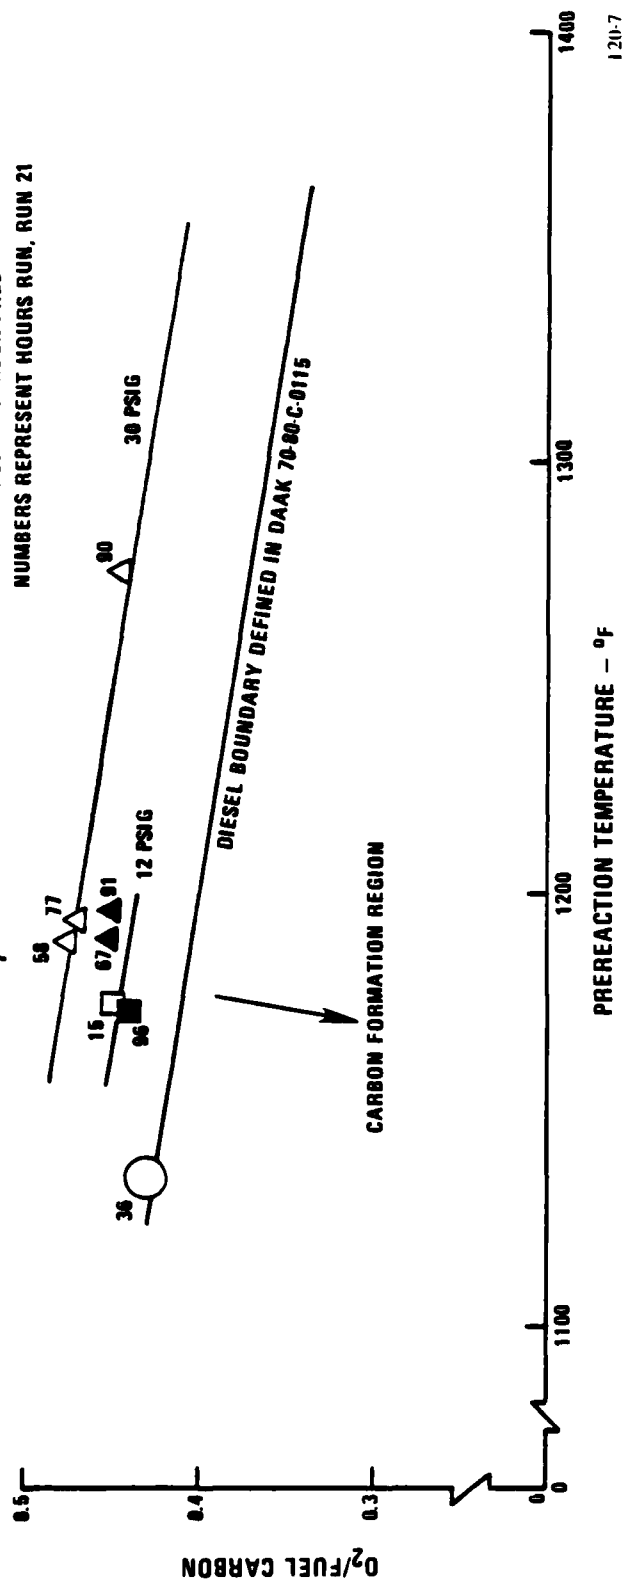 NUMBERS REPRESENT HOURS RUN, RUN 21
0.5
0.4
0.3
0
O2/FUEL CARBON
58
77
90
30 PSIG
67
91
15
96
12 PSIG
36
DIESEL BOUNDARY DEFINED IN DAAK 70-80-C-0115
CARBON FORMATION REGION
0
1100
1200
1300
1400
PREREACTION TEMPERATURE – ºF
120-7